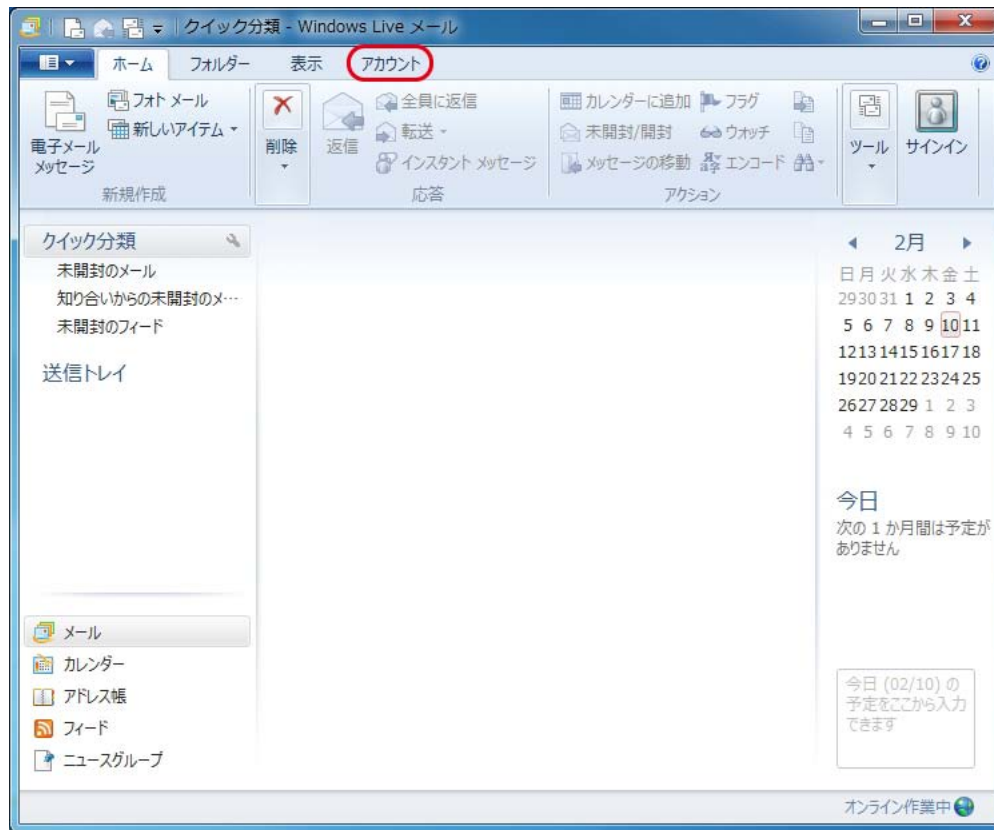 クイック分類 - Windows Live メール
ホーム フォルダー 表示 アカウント
電子メール
メッセージ
フォト メール
新しいアイテム
新規作成
削除
返信
全員に返信
転送
インスタント メッセージ
応答
カレンダーに追加 フラグ
未開封/開封 ウォッチ
メッセージの移動 エンコード
アクション
ツール
サインイン
クイック分類
未開封のメール
知り合いからの未開封のメ…
未開封のフィード
送信トレイ
メール
カレンダー
アドレス帳
フィード
ニュースグループ
2月
日 月 火 水 木 金 土
29 30 31 1 2 3 4
5 6 7 8 9 10 11
12 13 14 15 16 17 18
19 20 21 22 23 24 25
26 27 28 29 1 2 3
4 5 6 7 8 9 10
今日
次の 1 か月間は予定が
ありません
今日 (02/10) の
予定をここから入力
できます
オンライン作業中